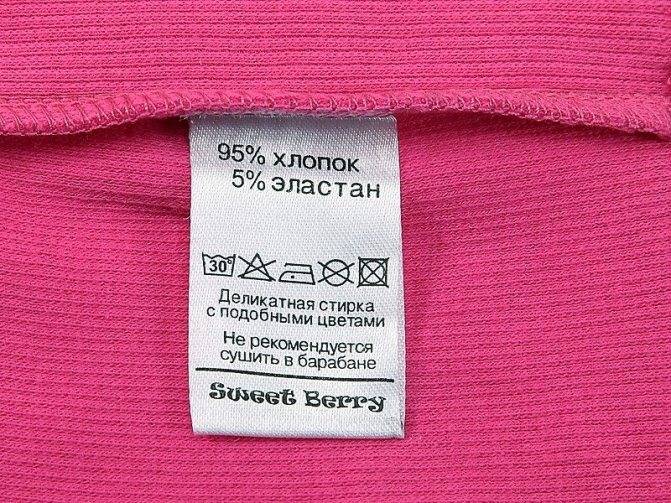 95% хлопок
5% эластан
30°
Деликатная стирка
с подобными цветами
Не рекомендуется
сушить в барабане
Sweet Berry